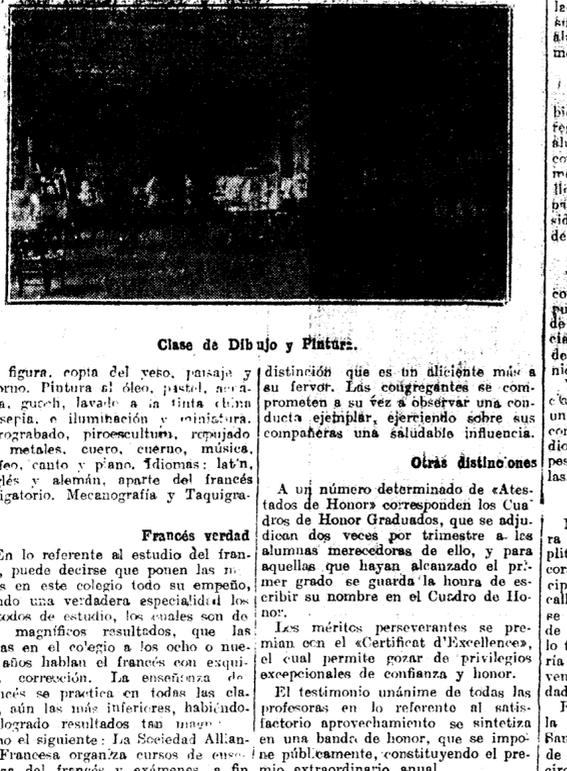 Clase de Dibujo y Pintura.
figura, copia del yeso, paisaje y
orno. Pintura al óleo, pastel, acua-
a, guach, lavado a la tinta china
sepia, e iluminación y miniatura.
rograbado, piroescultura, repujado
metales, cuero, cuerno, música,
feo, canto y piano. Idiomas: latín,
glés y alemán, aparte del francés
igatorio. Mecanografía y Taquigra-
Francés verdad
En lo referente al estudio del fran-
, puede decirse que ponen las
s en este colegio todo su empeño,
ndo una verdadera especialidad los
todos de estudio, los cuales son de
magníficos resultados, que las
as en el colegio a los ocho o nue-
años hablan el francés con exqui-
corrección. La enseñanza de
ncés se practica en todas las cla-
, aún las más inferiores, habiéndo-
logrado resultados tan
no el siguiente: La Sociedad Allian-
Francesa organiza cursos de
del francés y exámenes a fin
distinción que es un aliciente más a
su fervor. Las congregantes se com-
prometen a su vez a observar una con-
ducta ejemplar, ejerciendo sobre sus
compañeras una saludable influencia.
Otras distinciones
A un número determinado de «Ates-
tados de Honor» corresponden los Cua-
dros de Honor Graduados, que se adju-
dican dos veces por trimestre a las
alumnas merecedoras de ello, y para
aquellas que hayan alcanzado el pri-
mer grado se guarda la honra de es-
cribir su nombre en el Cuadro de Ho-
nor.
Los méritos perseverantes se pre-
mian con el «Certificat d'Excellence»,
el cual permite gozar de privilegios
excepcionales de confianza y honor.
El testimonio unánime de todas las
profesoras en lo referente al satis-
factorio aprovechamiento se sintetiza
en una banda de honor, que se impo-
ne públicamente, constituyendo el pre-
mio extraordinario anual.